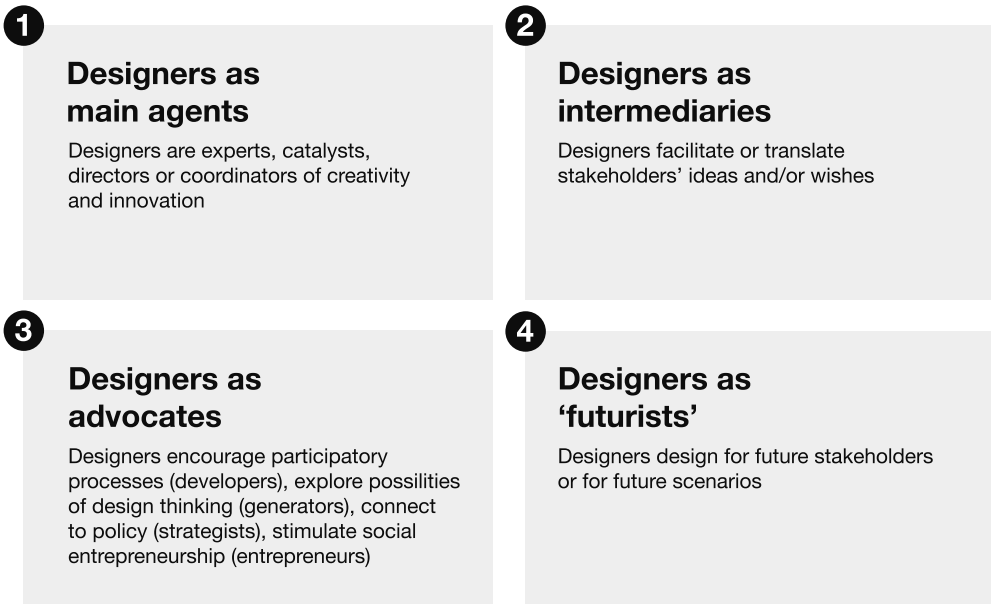 1
Designers as
main agents
Designers are experts, catalysts,
directors or coordinators of creativity
and innovation
2
Designers as
intermediaries
Designers facilitate or translate
stakeholders’ ideas and/or wishes
3
Designers as
advocates
Designers encourage participatory
processes (developers), explore possilities
of design thinking (generators), connect
to policy (strategists), stimulate social
entrepreneurship (entrepreneurs)
4
Designers as
‘futurists’
Designers design for future stakeholders
or for future scenarios